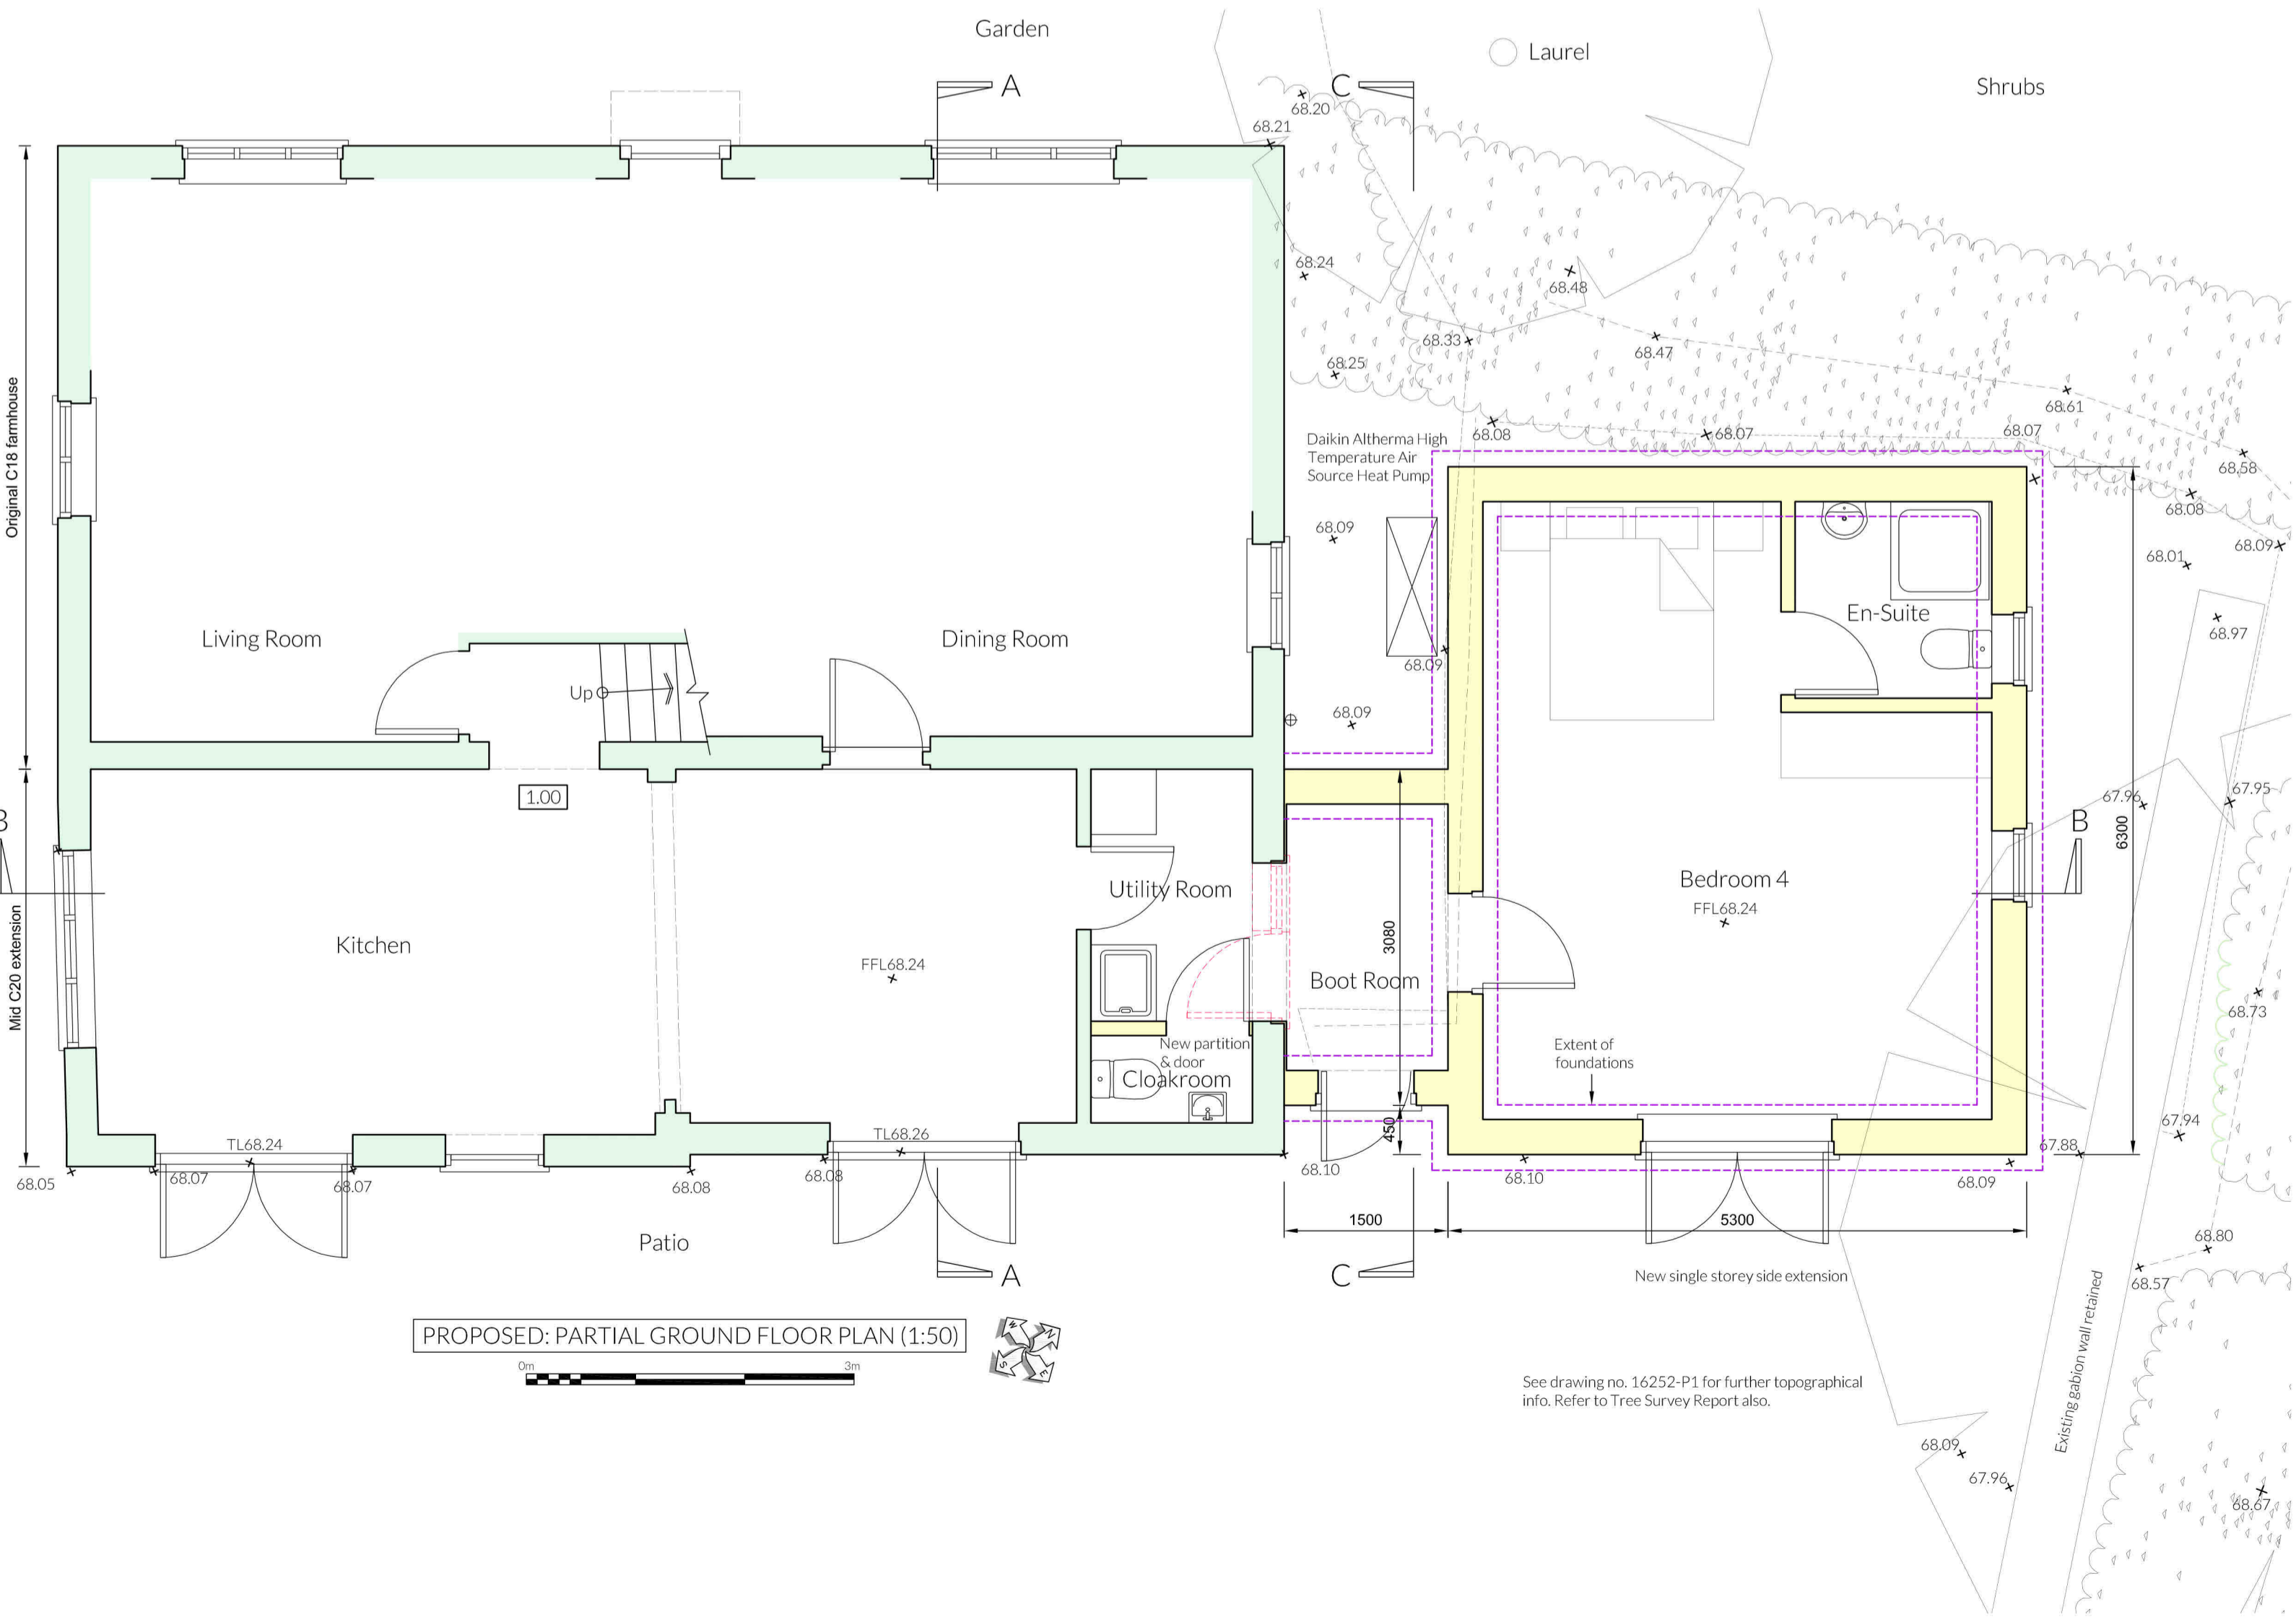 Garden
A
C
Laurel
Shrubs
68.20
68.21
68.24
68.48
68.33
68.47
68.25
68.61
68.08
68.07
68.07
68.58
68.08
68.09
68.01
68.97
Original C18 farmhouse
Daikin Altherma High
Temperature Air
Source Heat Pump
68.09
68.09
68.09
Living Room
Dining Room
En-Suite
Up
1.00
Utility Room
Bedroom 4
FFL68.24
B
6300
67.96
67.95
Mid C20 extension
Kitchen
FFL68.24
3080
Boot Room
68.73
New partition
& door
Cloakroom
Extent of
foundations
450
67.94
67.88
TL68.24
TL68.26
68.05
68.07
68.07
68.08
68.08
68.10
68.10
68.09
1500
5300
Patio
A
C
New single storey side extension
68.80
68.57
PROPOSED: PARTIAL GROUND FLOOR PLAN (1:50)
0m
3m
W
N
S
E
See drawing no. 16252-P1 for further topographical
info. Refer to Tree Survey Report also.
Existing gabion wall retained
68.09
67.96
68.67